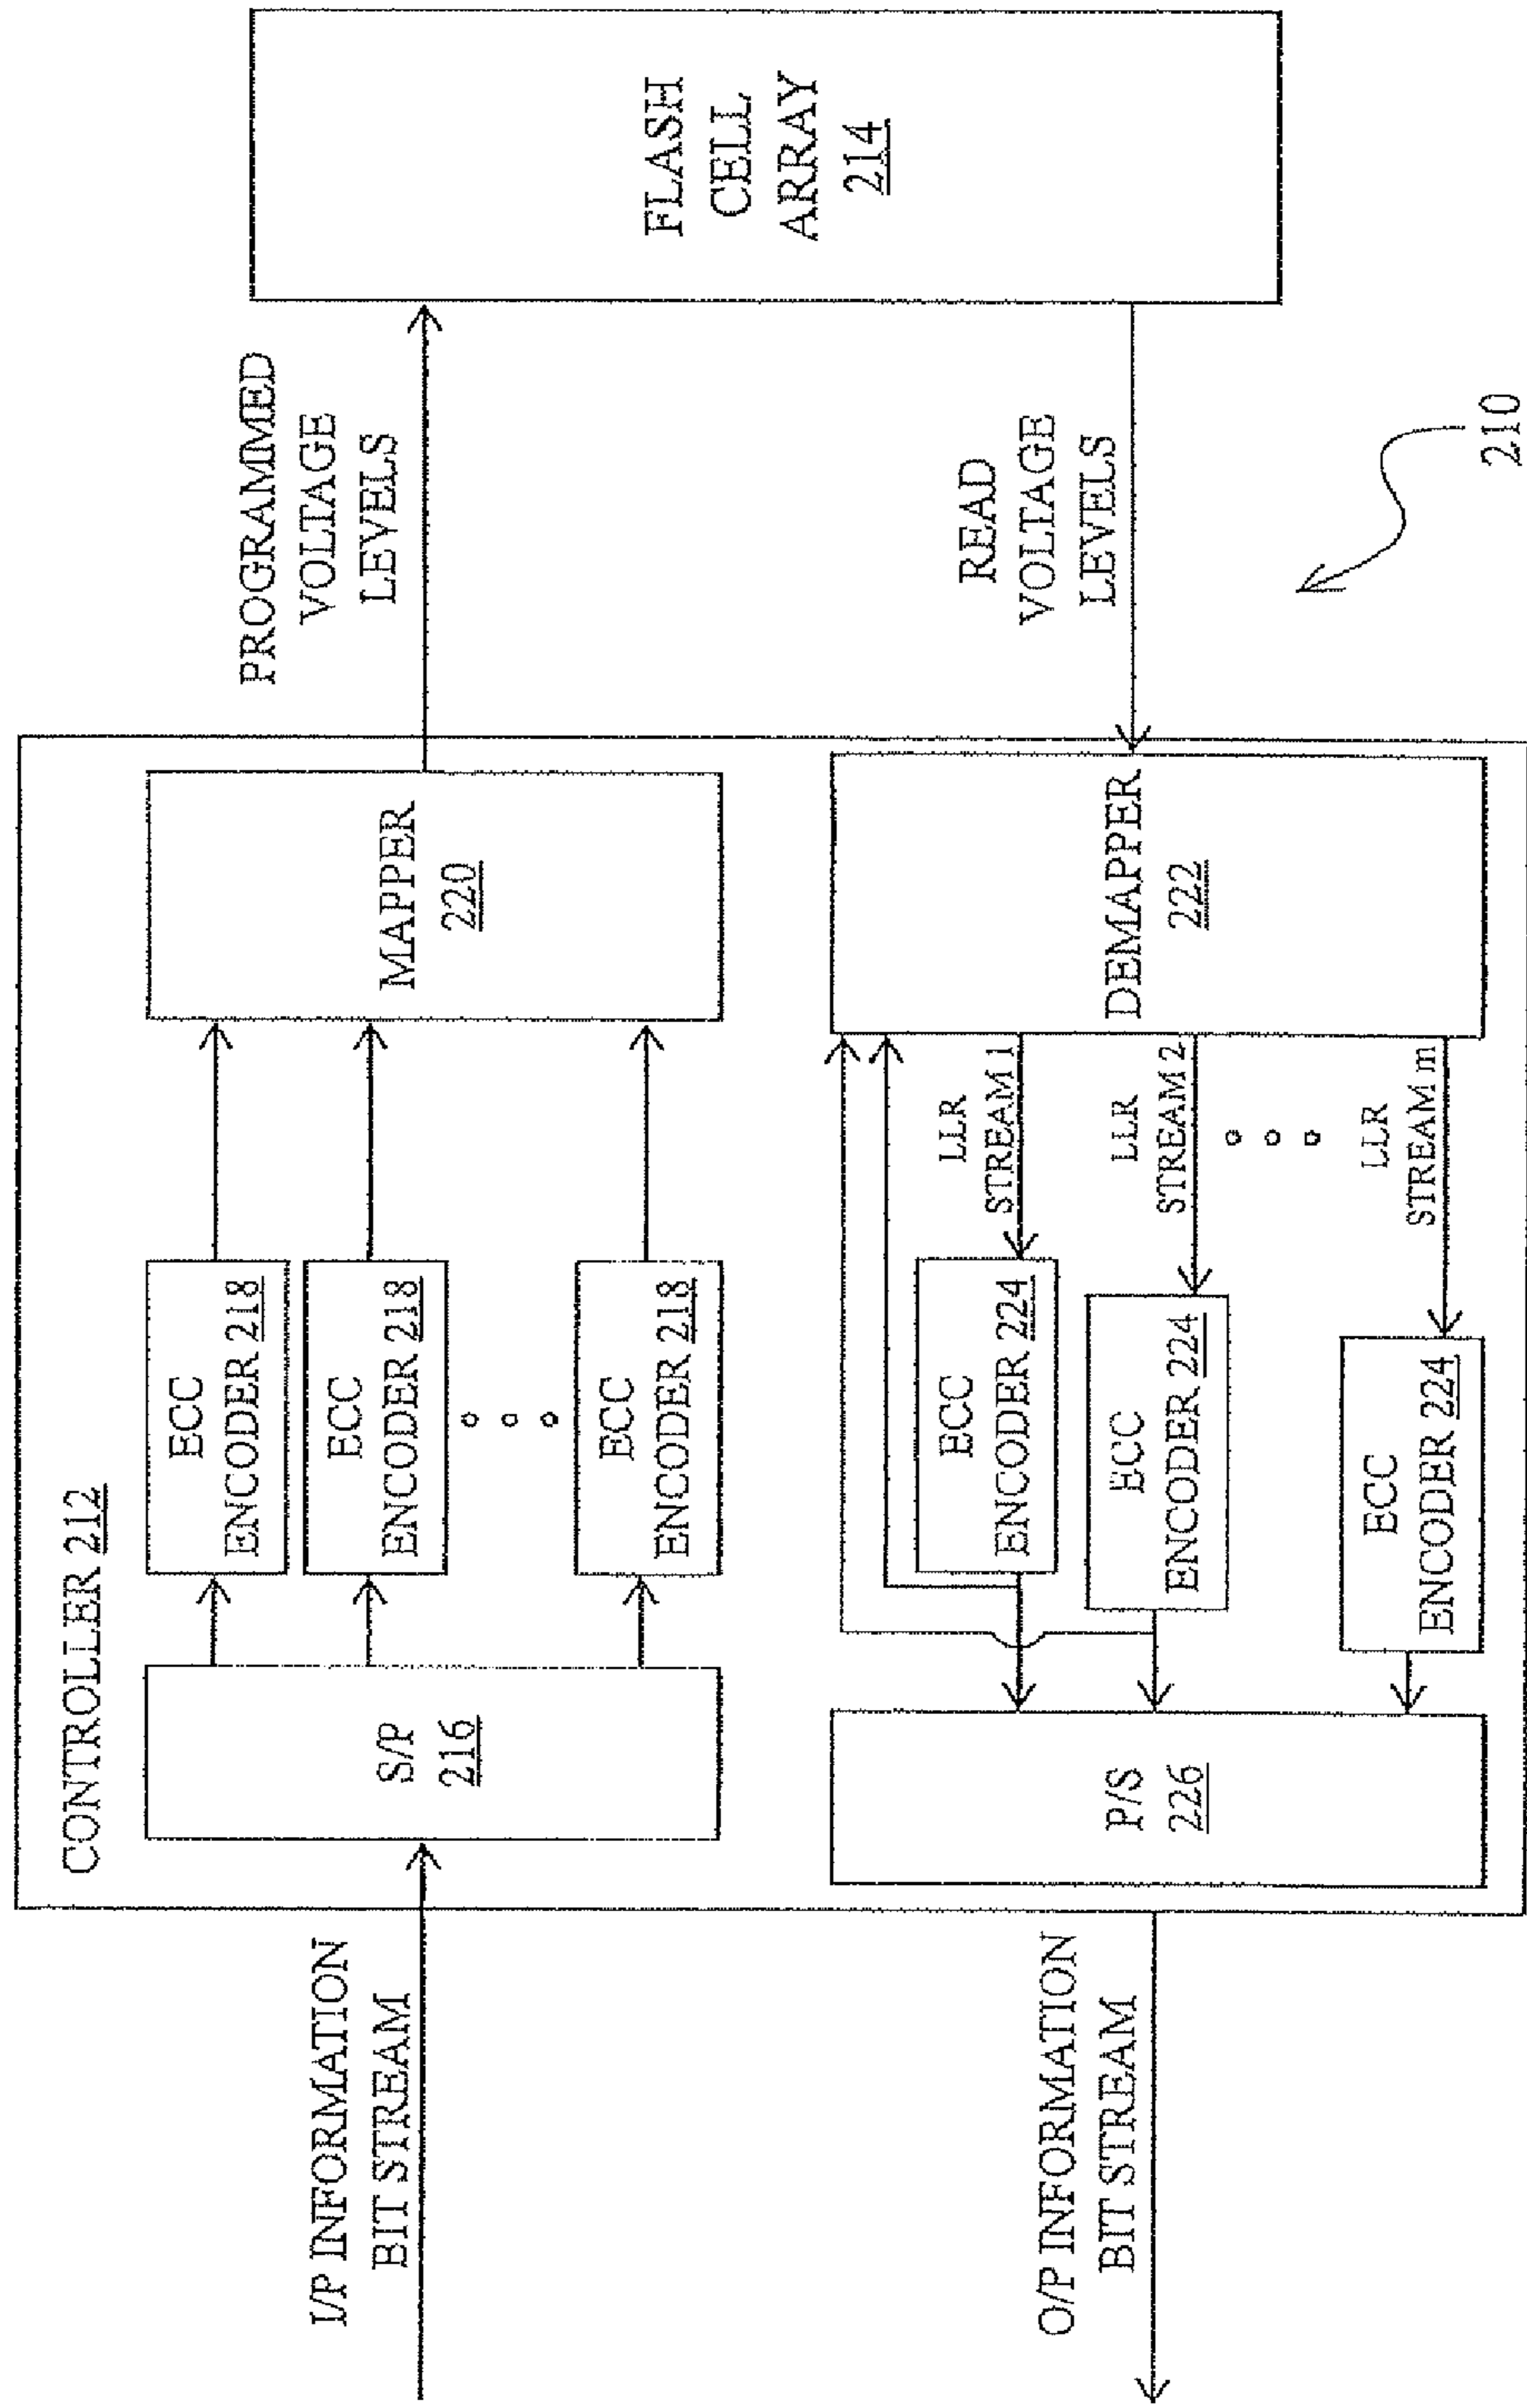 CONTROLLER 212
I/P INFORMATION
BIT STREAM
S/P
216
ECC
ENCODER 218
ECC
ENCODER 218
ECC
ENCODER 218
MAPPER
220
PROGRAMMED
VOLTAGE
LEVELS
FLASH
CELL
ARRAY
214
O/P INFORMATION
BIT STREAM
P/S
226
ECC
ENCODER 224
ECC
ENCODER 224
ECC
ENCODER 224
LLR
STREAM 1
LLR
STREAM 2
LLR
STREAM m
DEMAPPER
222
READ
VOLTAGE
LEVELS
210